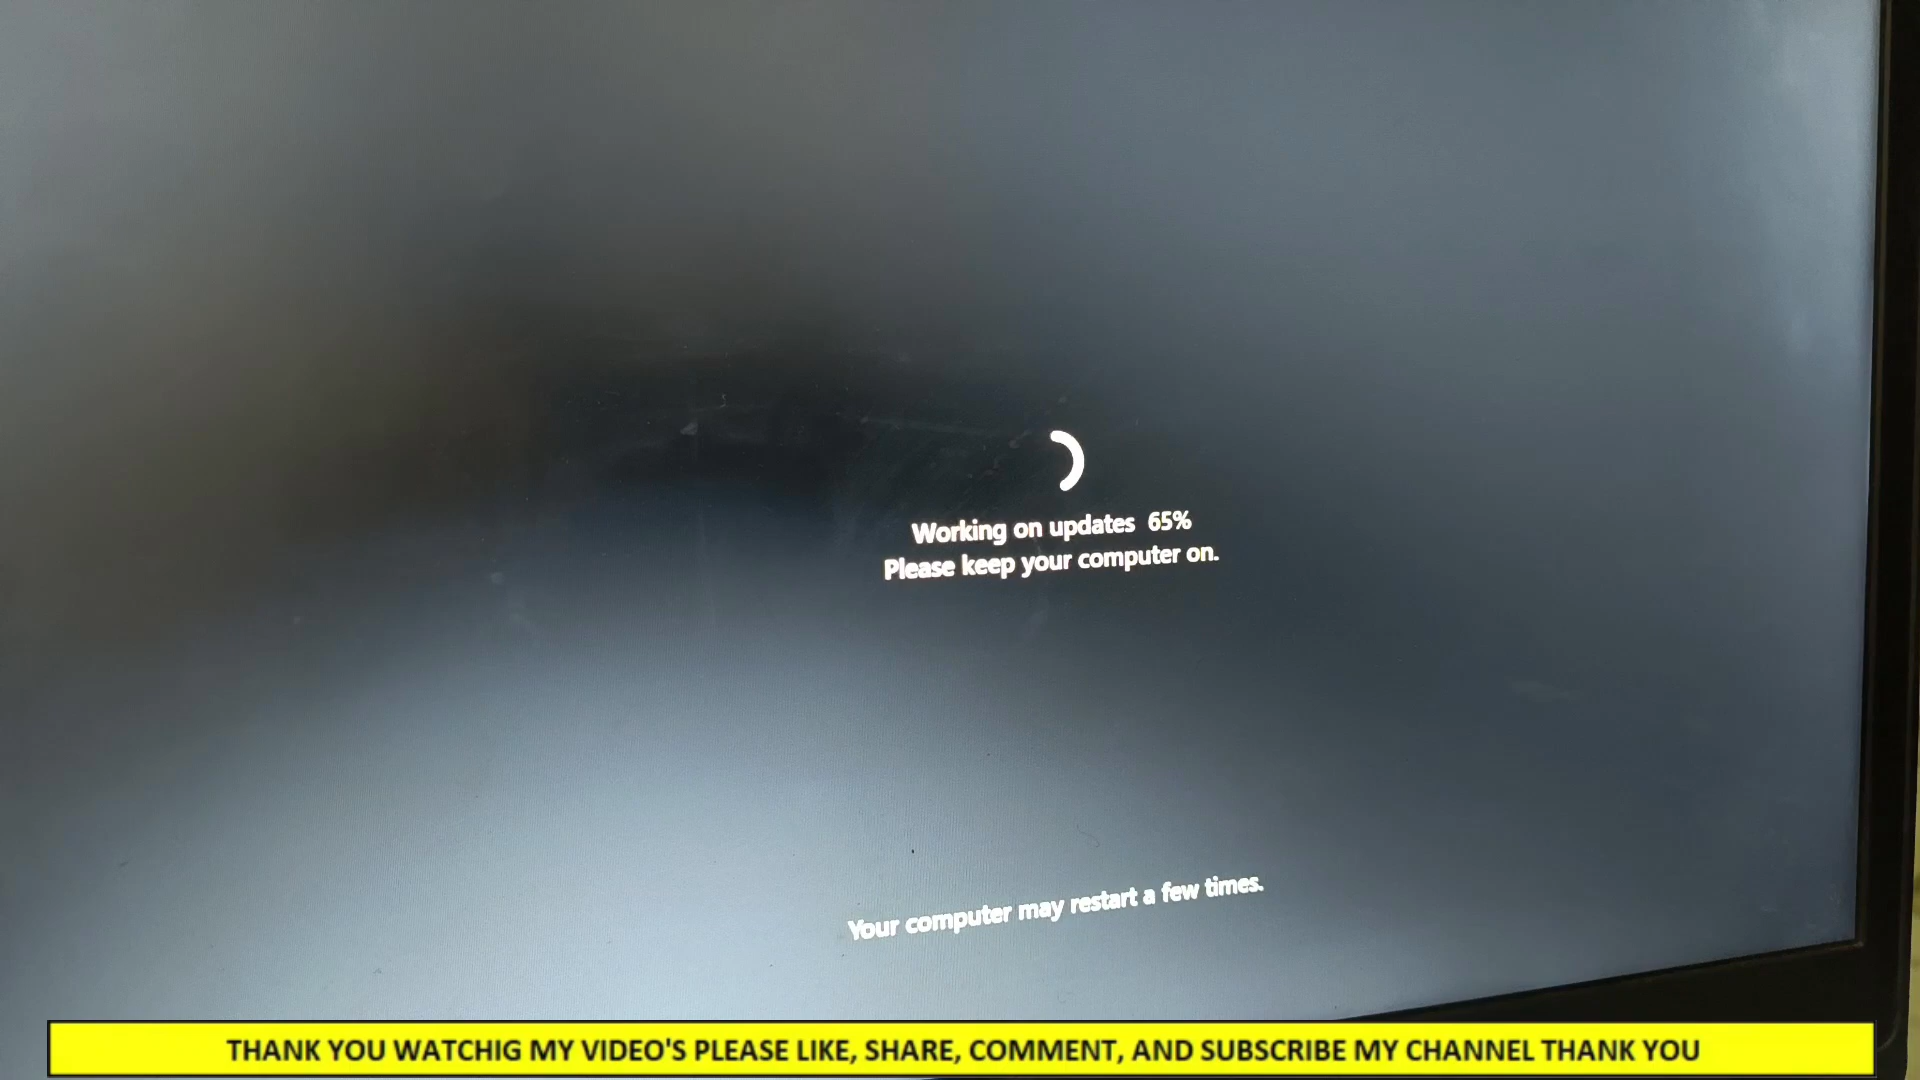 Working on updates 65%
Please keep your computer on.
Your computer may restart a few times.
THANK YOU WATCHIG MY VIDEO'S PLEASE LIKE, SHARE, COMMENT, AND SUBSCRIBE MY CHANNEL THANK YOU